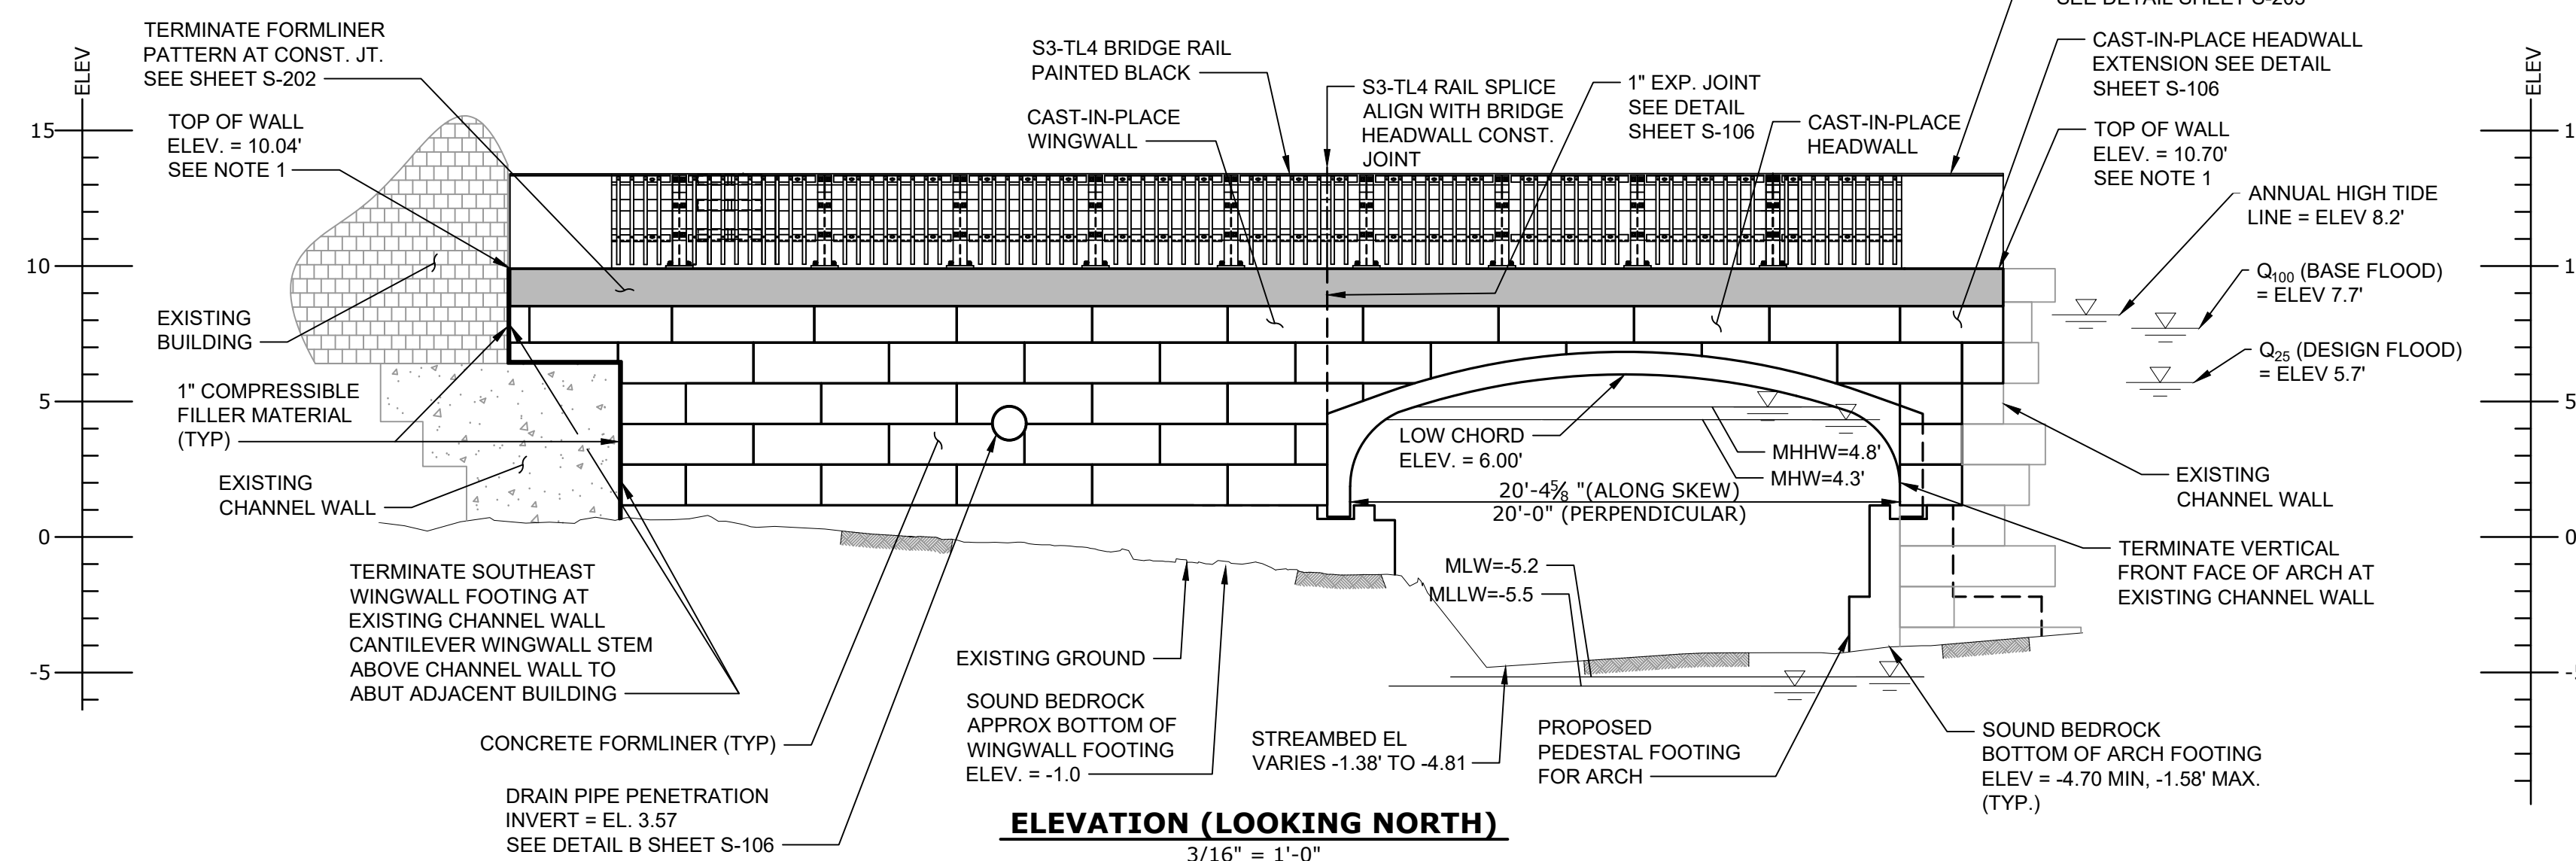 SEE DETAIL SHEET S-205
TERMINATE FORMLINER
PATTERN AT CONST. JT.
SEE SHEET S-202
TOP OF WALL
ELEV. = 10.04'
SEE NOTE 1
ELEV
15
10
5
0
-5
EXISTING
BUILDING
1" COMPRESSIBLE
FILLER MATERIAL
(TYP)
EXISTING
CHANNEL WALL
TERMINATE SOUTHEAST
WINGWALL FOOTING AT
EXISTING CHANNEL WALL
CANTILEVER WINGWALL STEM
ABOVE CHANNEL WALL TO
ABUT ADJACENT BUILDING
CONCRETE FORMLINER (TYP)
DRAIN PIPE PENETRATION
INVERT = EL. 3.57
SEE DETAIL B SHEET S-106
S3-TL4 BRIDGE RAIL
PAINTED BLACK
CAST-IN-PLACE
WINGWALL
S3-TL4 RAIL SPLICE
ALIGN WITH BRIDGE
HEADWALL CONST.
JOINT
1" EXP. JOINT
SEE DETAIL
SHEET S-106
CAST-IN-PLACE
HEADWALL
CAST-IN-PLACE HEADWALL
EXTENSION SEE DETAIL
SHEET S-106
TOP OF WALL
ELEV. = 10.70'
SEE NOTE 1
ANNUAL HIGH TIDE
LINE = ELEV 8.2'
Q100 (BASE FLOOD)
= ELEV 7.7'
Q25 (DESIGN FLOOD)
= ELEV 5.7'
ELEV
1
1
5
0
-5
LOW CHORD
ELEV. = 6.00'
MHHW=4.8'
MHW=4.3'
20'-4⅝ "(ALONG SKEW)
20'-0" (PERPENDICULAR)
MLW=-5.2
MLLW=-5.5
EXISTING
CHANNEL WALL
TERMINATE VERTICAL
FRONT FACE OF ARCH AT
EXISTING CHANNEL WALL
EXISTING GROUND
SOUND BEDROCK
APPROX BOTTOM OF
WINGWALL FOOTING
ELEV. = -1.0
STREAMBED EL
VARIES -1.38' TO -4.81
PROPOSED
PEDESTAL FOOTING
FOR ARCH
SOUND BEDROCK
BOTTOM OF ARCH FOOTING
ELEV = -4.70 MIN, -1.58' MAX.
(TYP.)
ELEVATION (LOOKING NORTH)
3/16" = 1'-0"